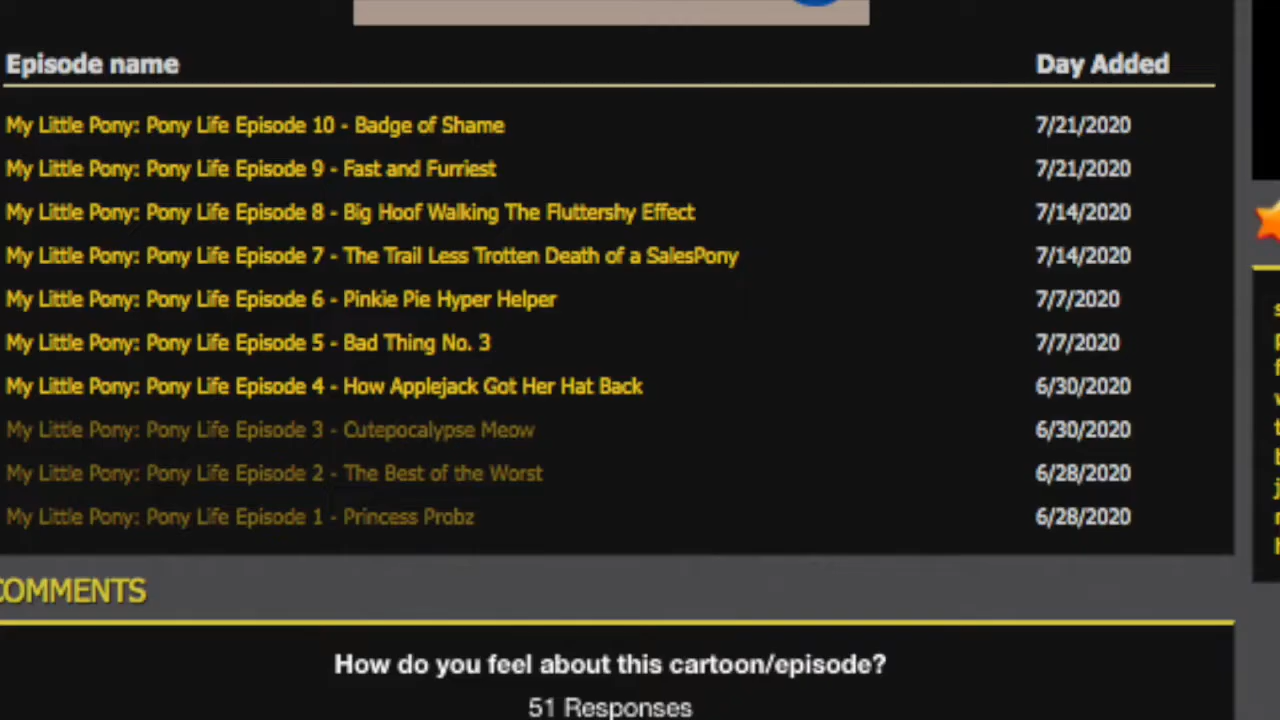 Episode name Day Added
My Little Pony: Pony Life Episode 10 - Badge of Shame 7/21/2020
My Little Pony: Pony Life Episode 9 - Fast and Furriest 7/21/2020
My Little Pony: Pony Life Episode 8 - Big Hoof Walking The Fluttershy Effect 7/14/2020
My Little Pony: Pony Life Episode 7 - The Trail Less Trotten Death of a SalesPony 7/14/2020
My Little Pony: Pony Life Episode 6 - Pinkie Pie Hyper Helper 7/7/2020
My Little Pony: Pony Life Episode 5 - Bad Thing No. 3 7/7/2020
My Little Pony: Pony Life Episode 4 - How Applejack Got Her Hat Back 6/30/2020
My Little Pony: Pony Life Episode 3 - Cutepocalypse Meow 6/30/2020
My Little Pony: Pony Life Episode 2 - The Best of the Worst 6/28/2020
My Little Pony: Pony Life Episode 1 - Princess Probz 6/28/2020
COMMENTS
How do you feel about this cartoon/episode?
51 Responses